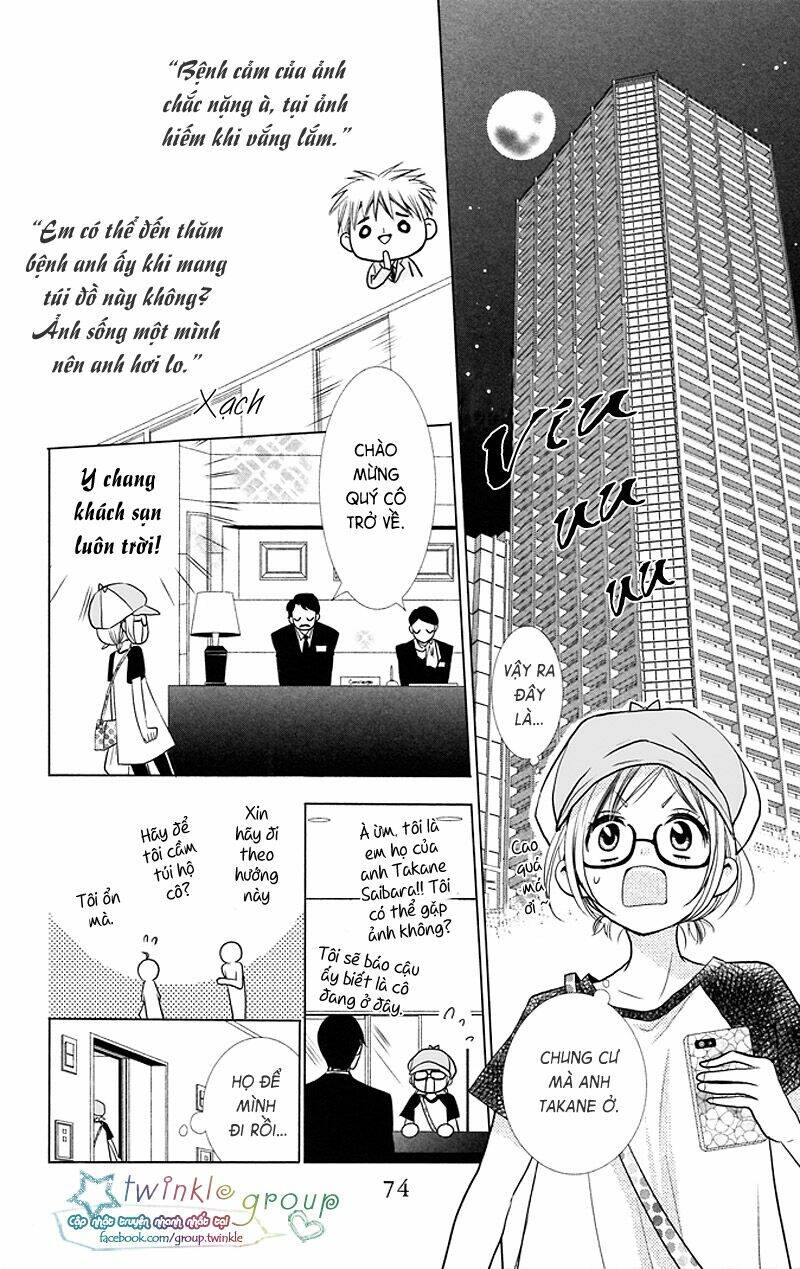 "Bệnh cảm của ảnh
chắc nặng à, tại ảnh
hiếm khi vắng lắm."
"Em có thể đến thăm
bệnh anh ấy khi mang
túi đồ này không?
Ảnh sống một mình
nên anh hơi lo."
Víu
uu
uu
VẬY RA
ĐÂY
LÀ...
Cao
quá
má
ơi ~
CHUNG CƯ
MÀ ANH
TAKANE Ở.
Xạch
CHÀO
MỪNG
QUÝ CÔ
TRỞ VỀ.
Y chang
khách sạn
luôn trời!
Concierge
À ừm, tôi là
em họ của
anh Takane
Saibara!! Tôi
có thể gặp
ảnh không?
Tôi sẽ báo cậu
ấy biết là cô
đang ở đây.
Xin
hãy đi
theo
hướng
này
Hãy để
tôi cầm
túi hộ
cô?
Tôi ổn
mà.
HỌ ĐỂ
MÌNH
ĐI RỒI...
74
twinkle group
cập nhật truyện nhanh nhất tại
facebook.com/group.twinkle